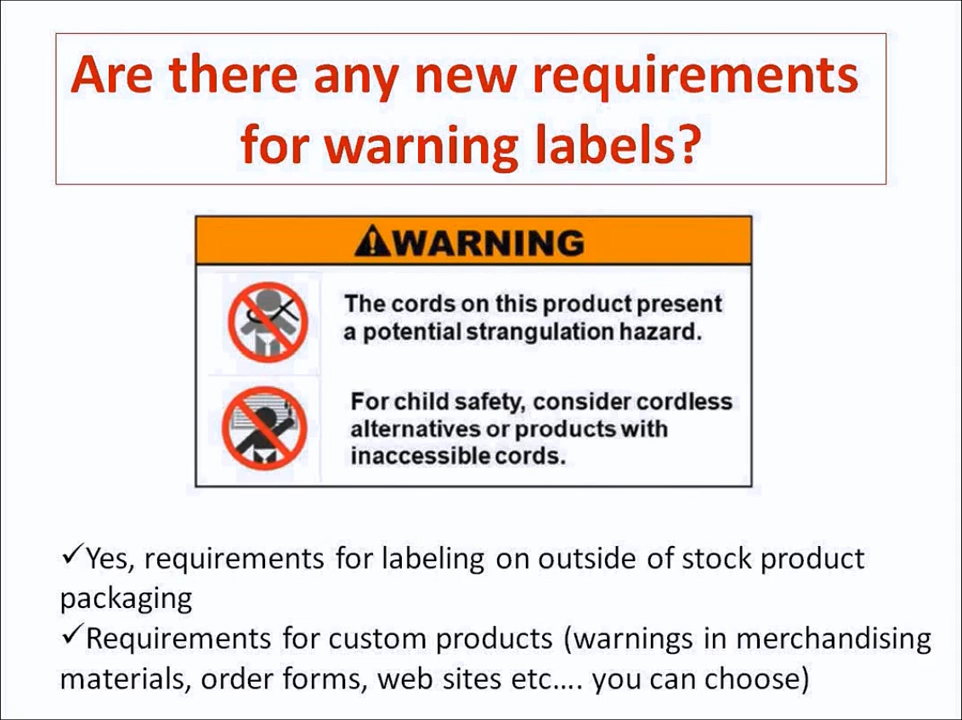 Are there any new requirements
for warning labels?
⚠WARNING
The cords on this product present
a potential strangulation hazard.
For child safety, consider cordless
alternatives or products with
inaccessible cords.
✓Yes, requirements for labeling on outside of stock product
packaging
✓Requirements for custom products (warnings in merchandising
materials, order forms, web sites etc…. you can choose)